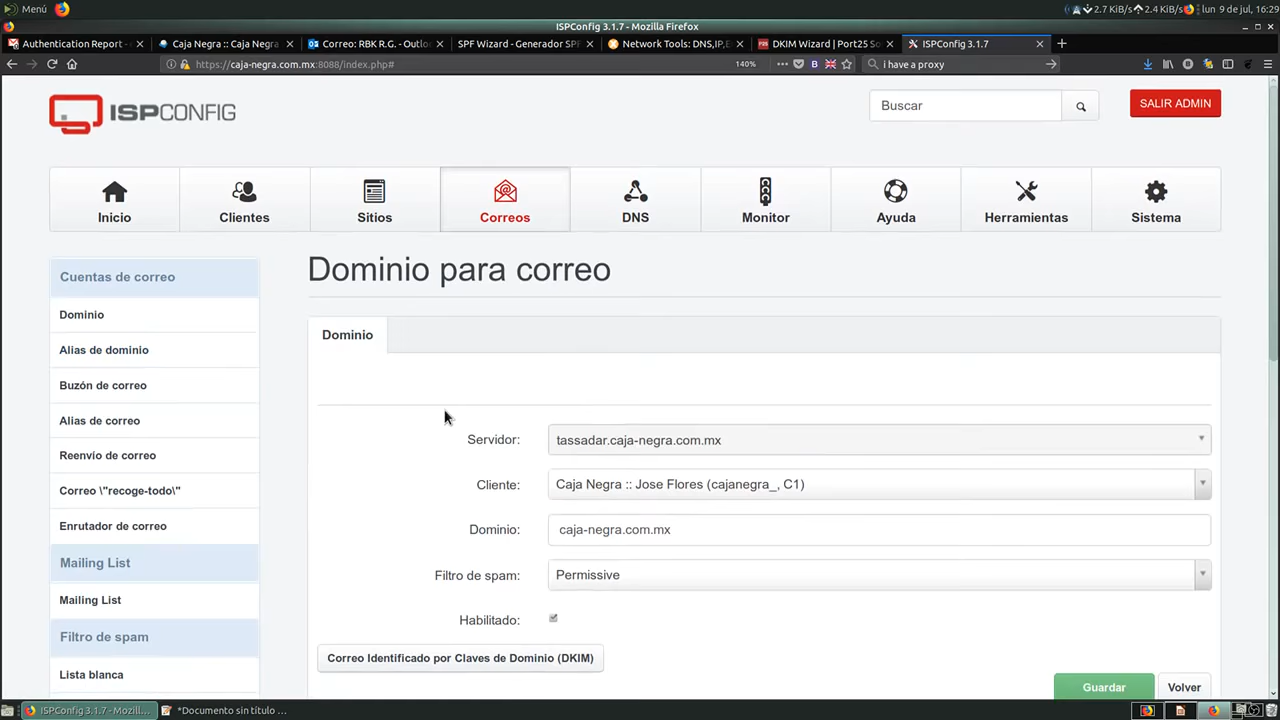 Menú
2.7 KiB/s 2.4 KiB/s lun 9 de jul, 16:29
ISPConfig 3.1.7 - Mozilla Firefox
Authentication Report -
Caja Negra :: Caja Negra
Correo: RBK R.G. - Outloo
SPF Wizard - Generador SPF
Network Tools: DNS,IP,E
DKIM Wizard | Port25 So
ISPConfig 3.1.7
https://caja-negra.com.mx:8088/index.php#
140%
i have a proxy
ISPCONFIG
Buscar
SALIR ADMIN
Inicio
Clientes
Sitios
Correos
DNS
Monitor
Ayuda
Herramientas
Sistema
Cuentas de correo
Dominio
Alias de dominio
Buzón de correo
Alias de correo
Reenvío de correo
Correo \"recoge-todo\"
Enrutador de correo
Mailing List
Mailing List
Filtro de spam
Lista blanca
Dominio para correo
Dominio
Servidor: tassadar.caja-negra.com.mx
Cliente: Caja Negra :: Jose Flores (cajanegra_, C1)
Dominio: caja-negra.com.mx
Filtro de spam: Permissive
Habilitado:
Correo Identificado por Claves de Dominio (DKIM)
Guardar
Volver
ISPConfig 3.1.7 - Mozill...
*Documento sin título ...